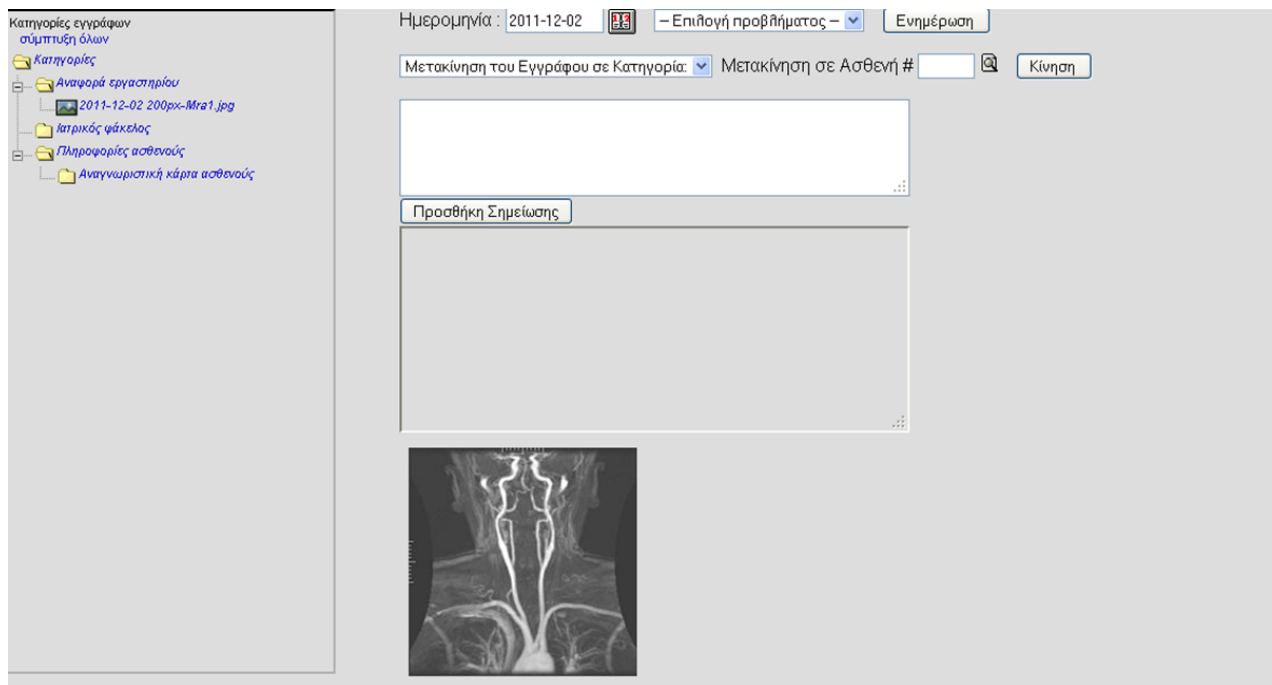 Κατηγορίες εγγράφων
σύμπτυξη όλων
Κατηγορίες
Αναφορά εργαστηρίου
2011-12-02 200px-Mra1.jpg
Ιατρικός φάκελος
Πληροφορίες ασθενούς
Αναγνωριστική κάρτα ασθενούς
Ημερομηνία : 2011-12-02 – Επιλογή προβλήματος – Ενημέρωση
Μετακίνηση του Εγγράφου σε Κατηγορία: Μετακίνηση σε Ασθενή # Κίνηση
Προσθήκη Σημείωσης